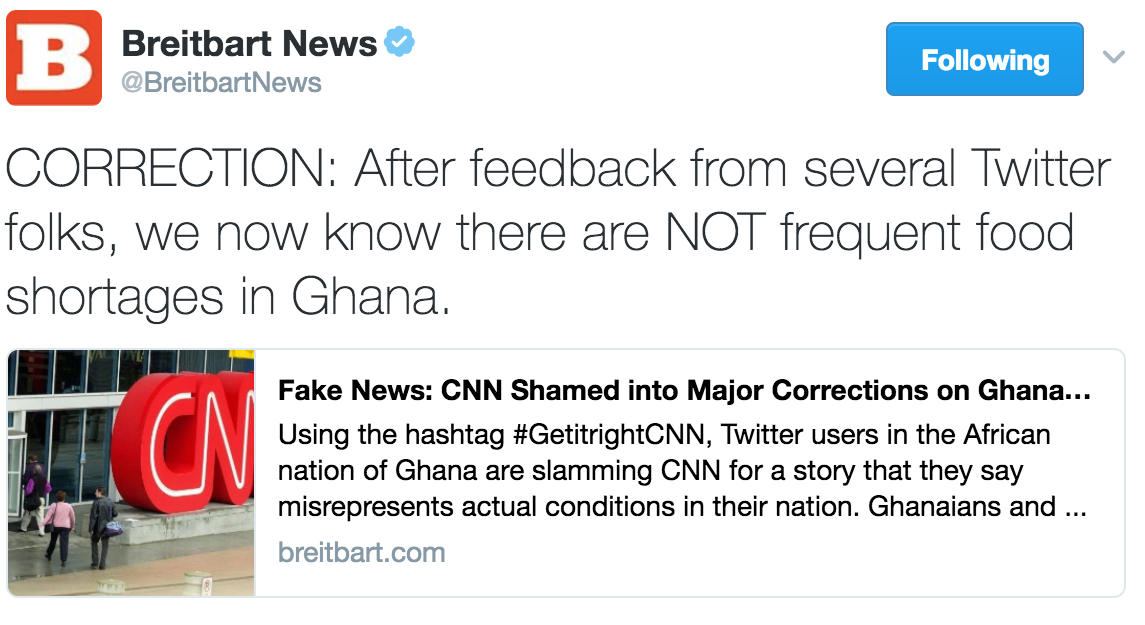 B
Breitbart News
@BreitbartNews
Following
CORRECTION: After feedback from several Twitter
folks, we now know there are NOT frequent food
shortages in Ghana.
CNN
Fake News: CNN Shamed into Major Corrections on Ghana...
Using the hashtag #GetitrightCNN, Twitter users in the African
nation of Ghana are slamming CNN for a story that they say
misrepresents actual conditions in their nation. Ghanaians and ...
breitbart.com